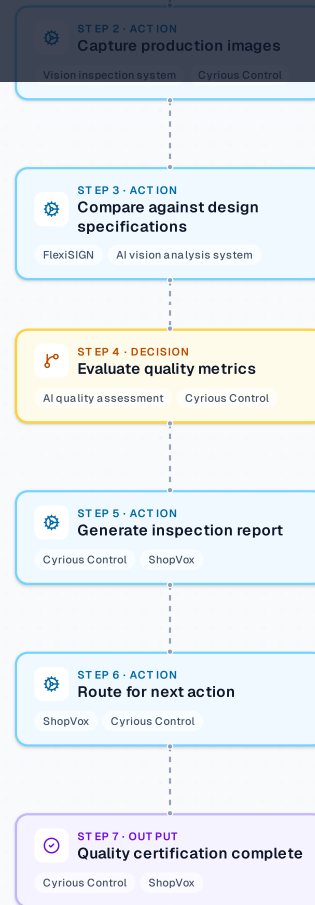 STEP 2 · ACTION
Capture production images
Vision inspection system
Cyrious Control
STEP 3 · ACTION
Compare against design
specifications
FlexiSIGN
AI vision analysis system
STEP 4 · DECISION
Evaluate quality metrics
AI quality assessment
Cyrious Control
STEP 5 · ACTION
Generate inspection report
Cyrious Control
ShopVox
STEP 6 · ACTION
Route for next action
ShopVox
Cyrious Control
STEP 7 · OUTPUT
Quality certification complete
Cyrious Control
ShopVox